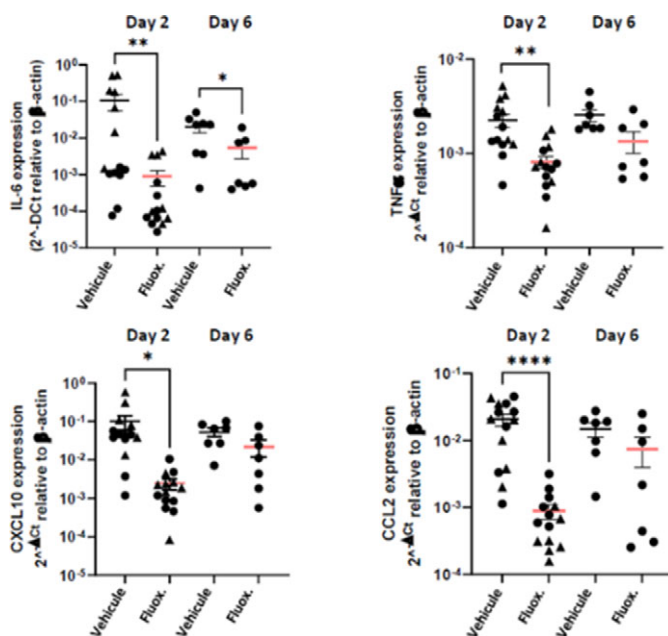 Day 2 Day 6
**
*
IL-6 expression
(2^-DCt relative to -actin
10⁰
10⁻¹
10⁻²
10⁻³
10⁻⁴
10⁻⁵
Vehicule
Fluox.
Vehicule
Fluox.
Day 2 Day 6
**
TNF expression
2^-Ct relative to -actin
10⁻²
10⁻³
10⁻⁴
Vehicule
Fluox.
Vehicule
Fluox.
Day 2 Day 6
*
CXCL10 expression
2^-Ct relative to -actin
10⁰
10⁻¹
10⁻²
10⁻³
10⁻⁴
10⁻⁵
Vehicule
Fluox.
Vehicule
Fluox.
Day 2 Day 6
****
CCL2 expression
2^-Ct relative to -actin
10⁻¹
10⁻²
10⁻³
10⁻⁴
Vehicule
Fluox.
Vehicule
Fluox.